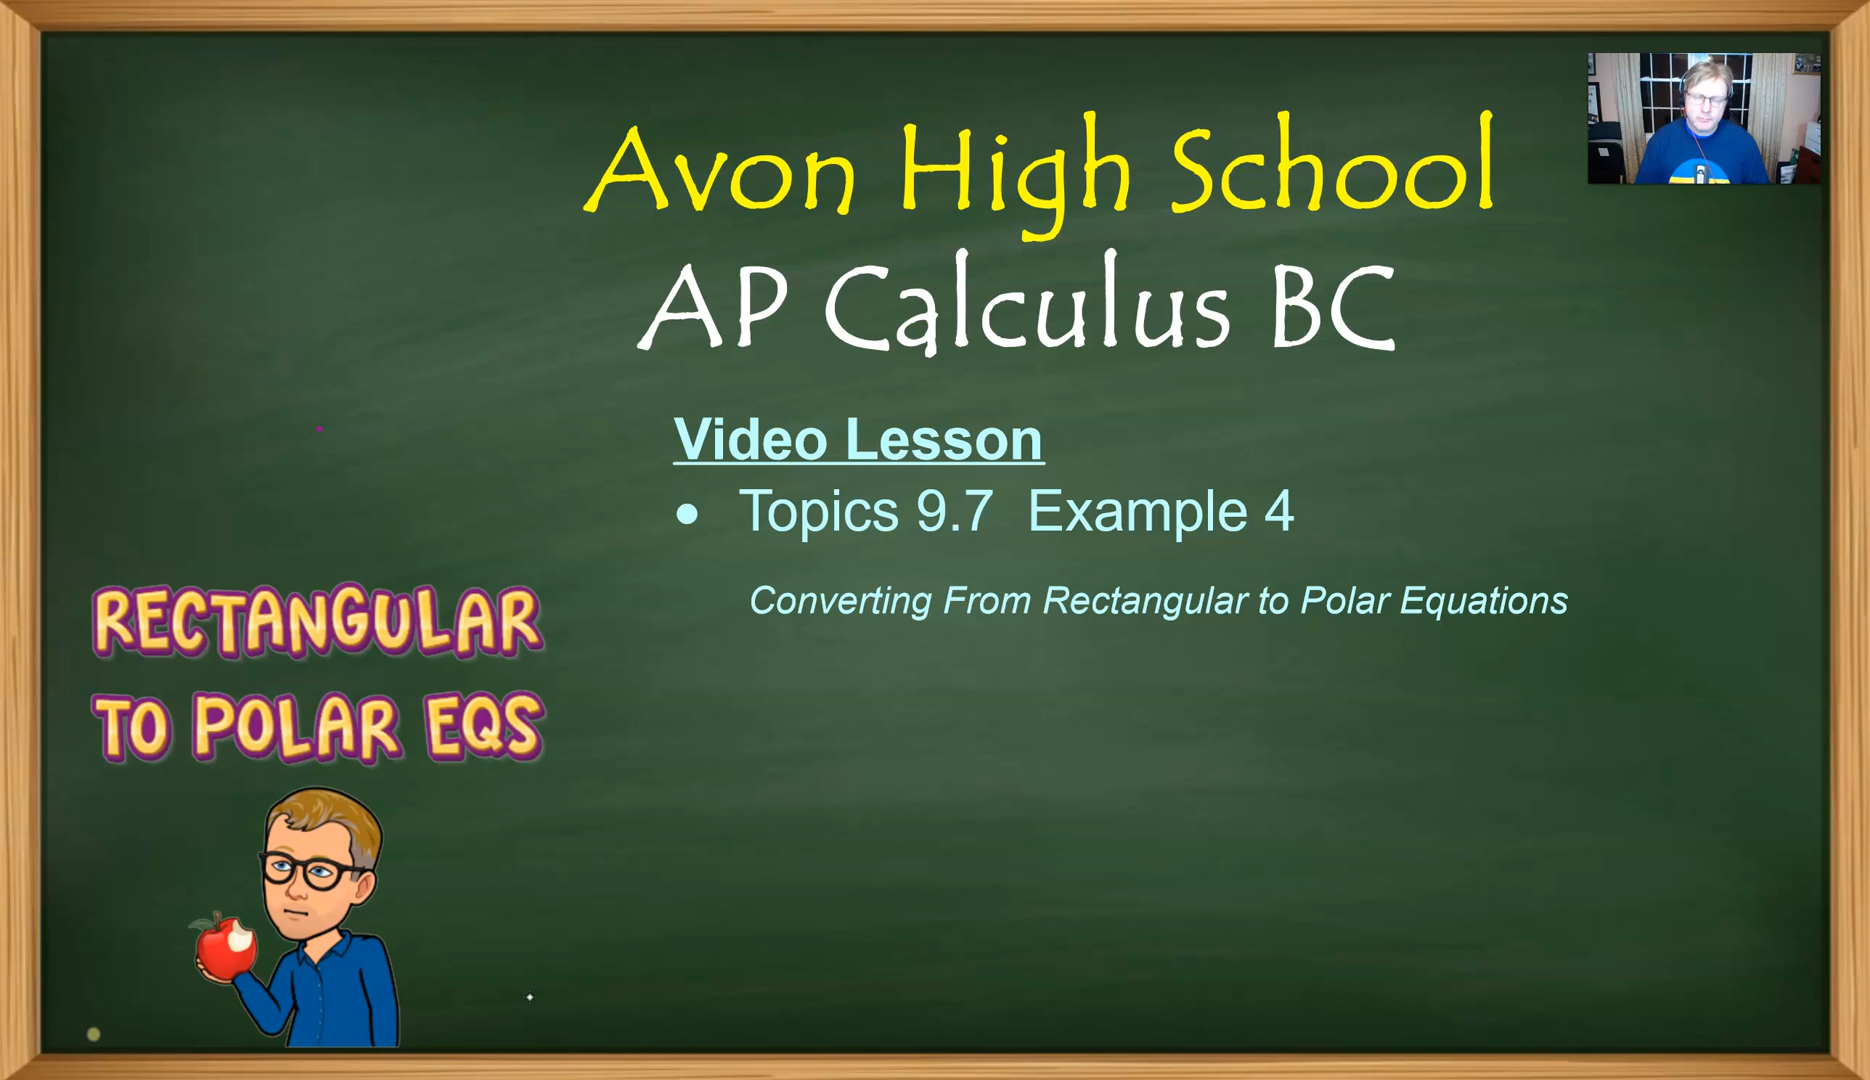 Avon High School
AP Calculus BC
Video Lesson
● Topics 9.7 Example 4
Converting From Rectangular to Polar Equations
RECTANGULAR
TO POLAR EQS